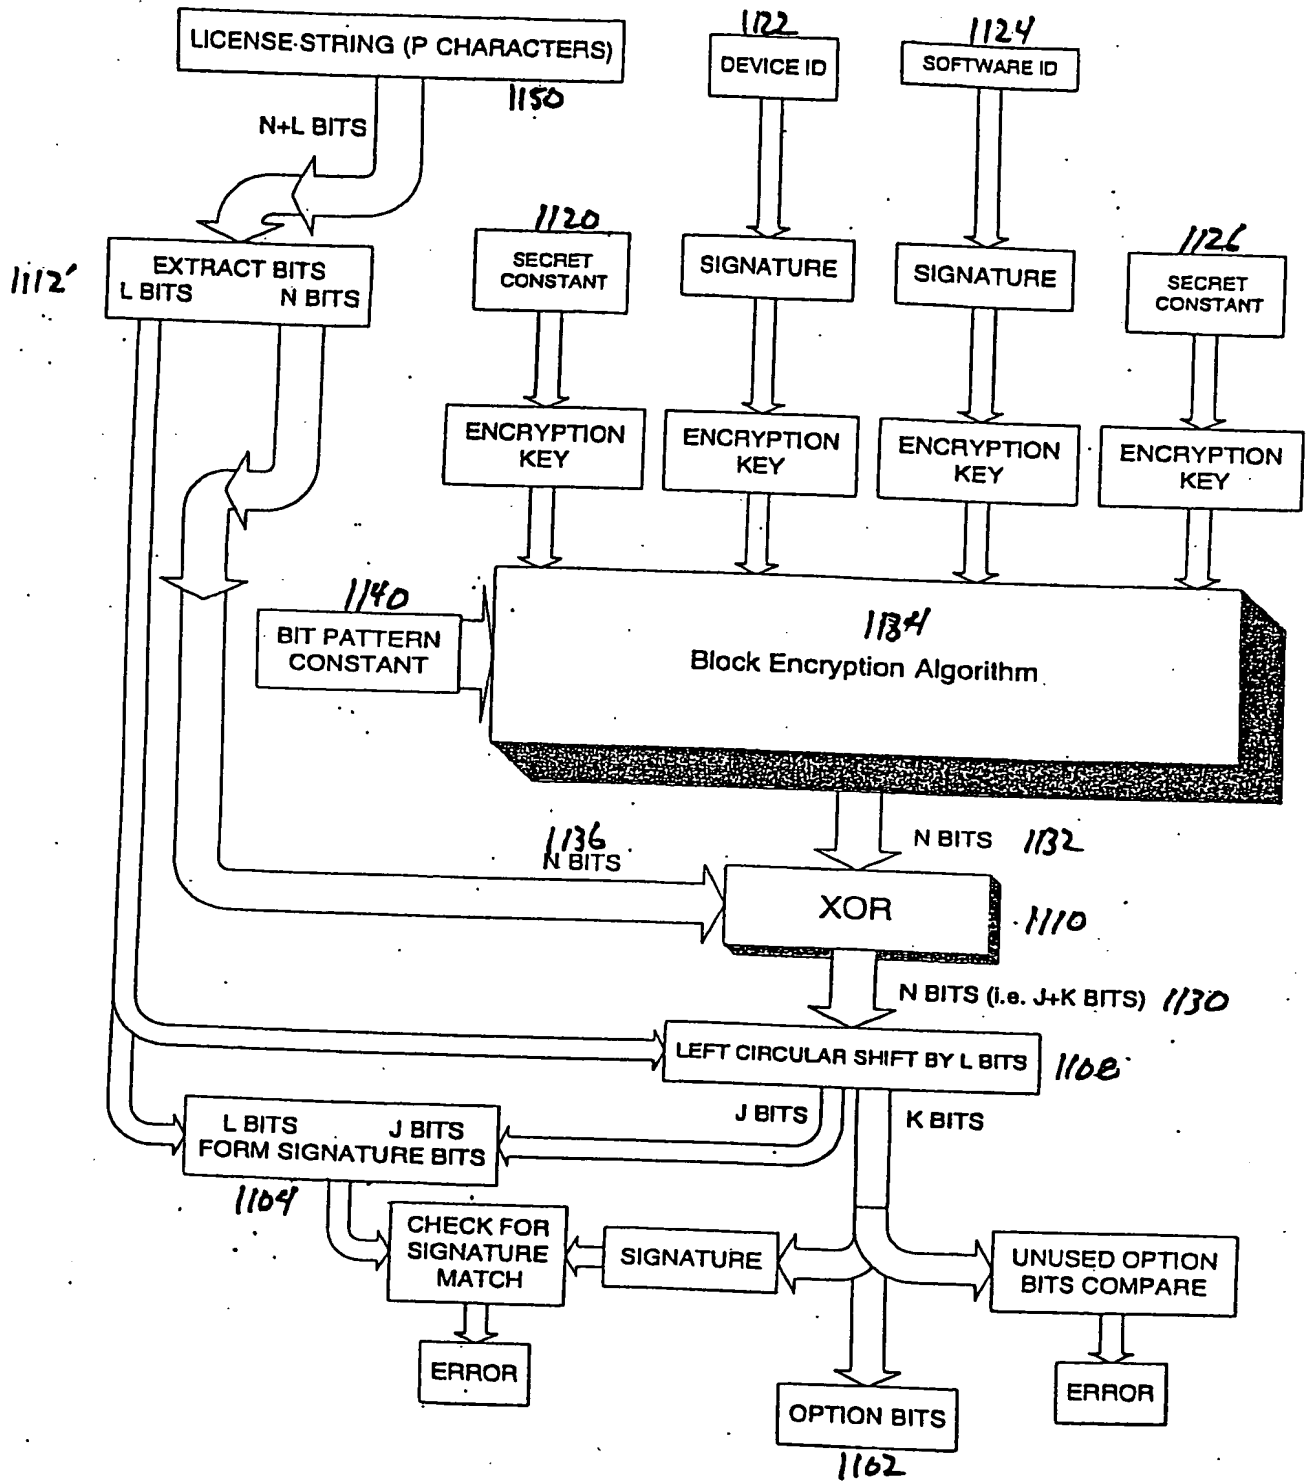 LICENSE-STRING (P CHARACTERS)
1150
1122
DEVICE ID
1124
SOFTWARE ID
N+L BITS
1112'
EXTRACT BITS
L BITS N BITS
1120
SECRET
CONSTANT
SIGNATURE
SIGNATURE
1126
SECRET
CONSTANT
ENCRYPTION
KEY
ENCRYPTION
KEY
ENCRYPTION
KEY
ENCRYPTION
KEY
1140
BIT PATTERN
CONSTANT
1134
Block Encryption Algorithm
1136
N BITS
N BITS 1132
XOR
1110
N BITS (i.e. J+K BITS) 1130
LEFT CIRCULAR SHIFT BY L BITS
1108
J BITS
K BITS
L BITS J BITS
FORM SIGNATURE BITS
1104
CHECK FOR
SIGNATURE
MATCH
SIGNATURE
UNUSED OPTION
BITS COMPARE
ERROR
ERROR
OPTION BITS
1102